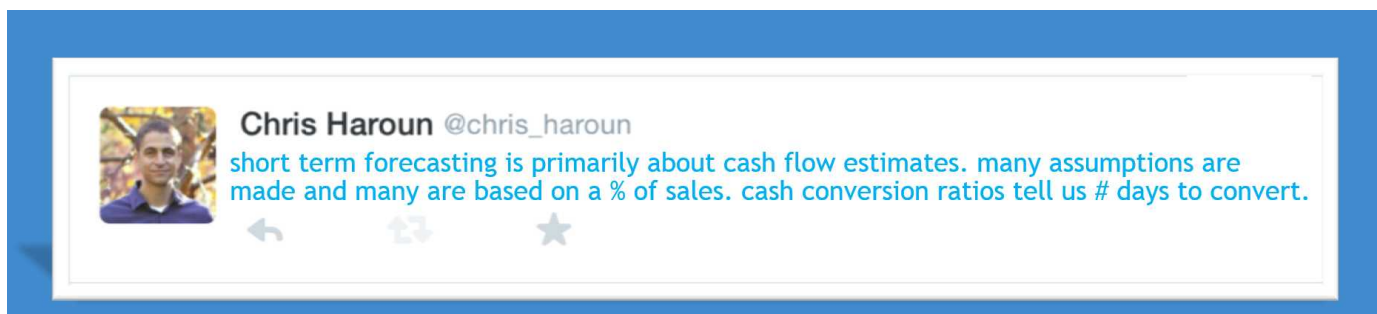 Chris Haroun @chris_haroun
short term forecasting is primarily about cash flow estimates. many assumptions are
made and many are based on a % of sales. cash conversion ratios tell us # days to convert.